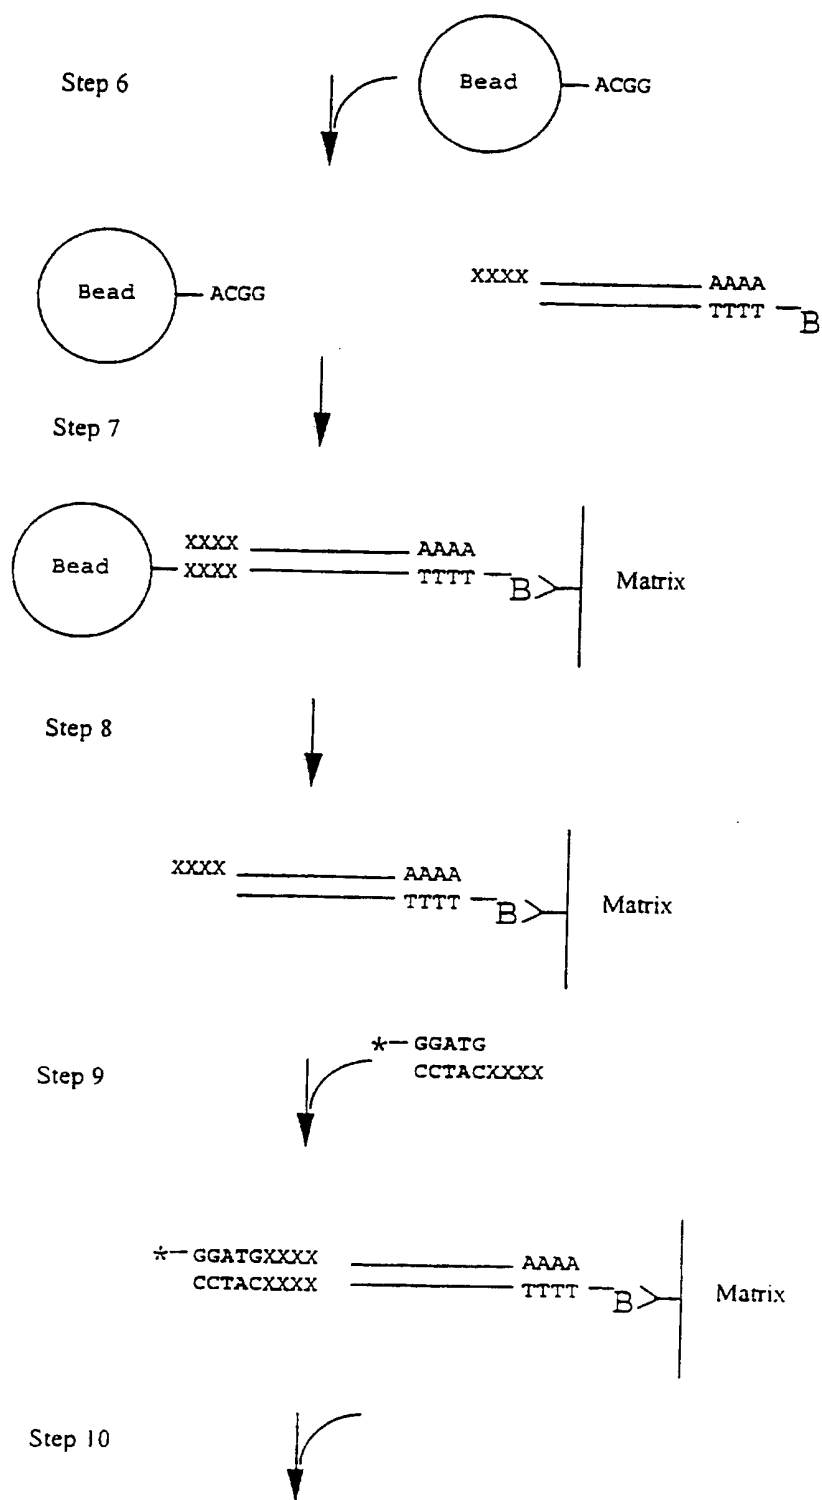 Step 6
Bead ACGG
Bead ACGG
XXXX AAAA
TTTT B
Step 7
XXXX AAAA
Bead XXXX TTTT B Matrix
Step 8
XXXX AAAA
TTTT B Matrix
Step 9
*-GGATG
CCTACXXXX
*-GGATGXXXX AAAA
CCTACXXXX TTTT B Matrix
Step 10